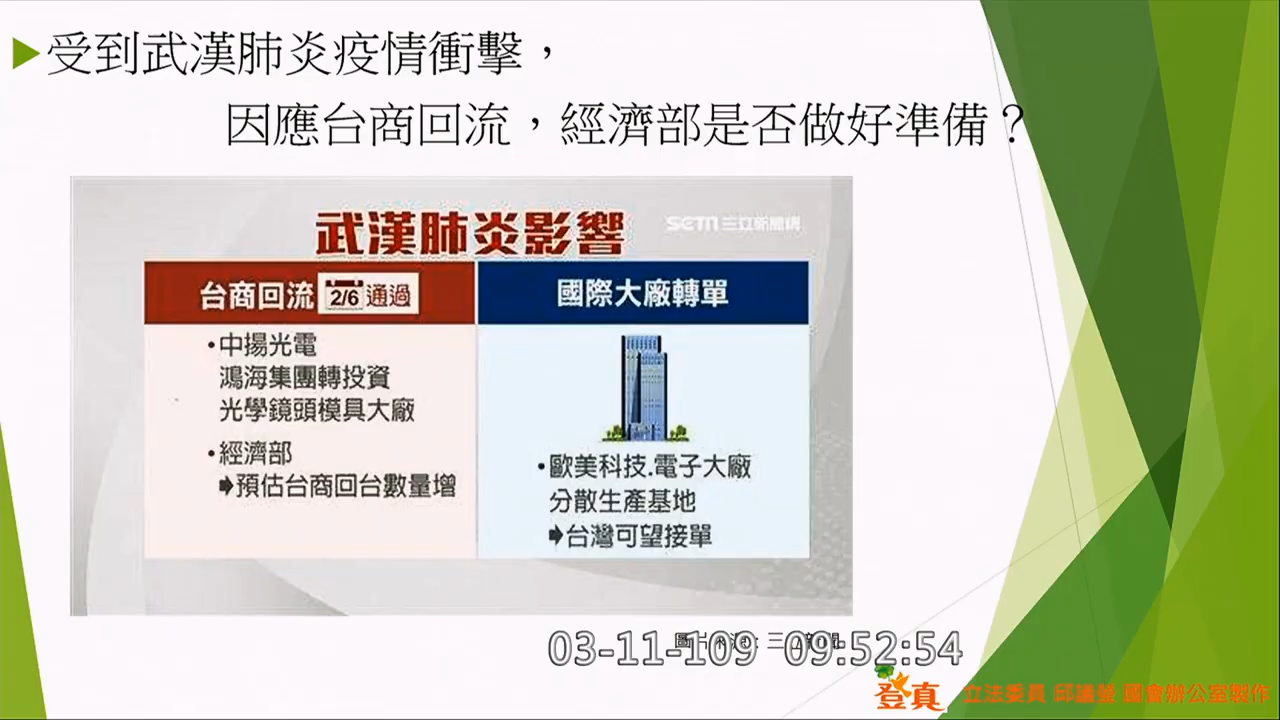 受到武漢肺炎疫情衝擊，
因應台商回流，經濟部是否做好準備？
武漢肺炎影響
SETN 三立新聞網
台商回流 2/6 通過
國際大廠轉單
•中揚光電
鴻海集團轉投資
光學鏡頭模具大廠
•經濟部
➡預估台商回台數量增
•歐美科技.電子大廠
分散生產基地
➡台灣可望接單
03-11-109 09:52:54
登真 立法委員 邱議瑩 國會辦公室製作